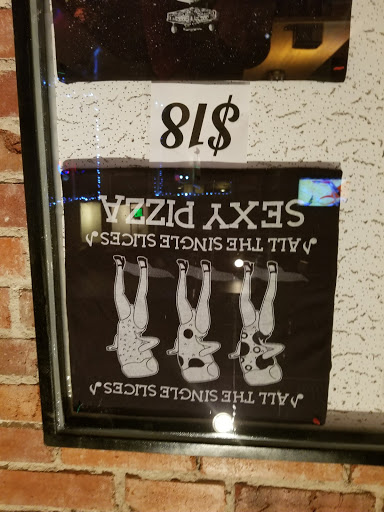 ♪ALL THE SINGLE SLICES♪
♪ALL THE SINGLE SLICES♪
SEXY PIZZA
$18